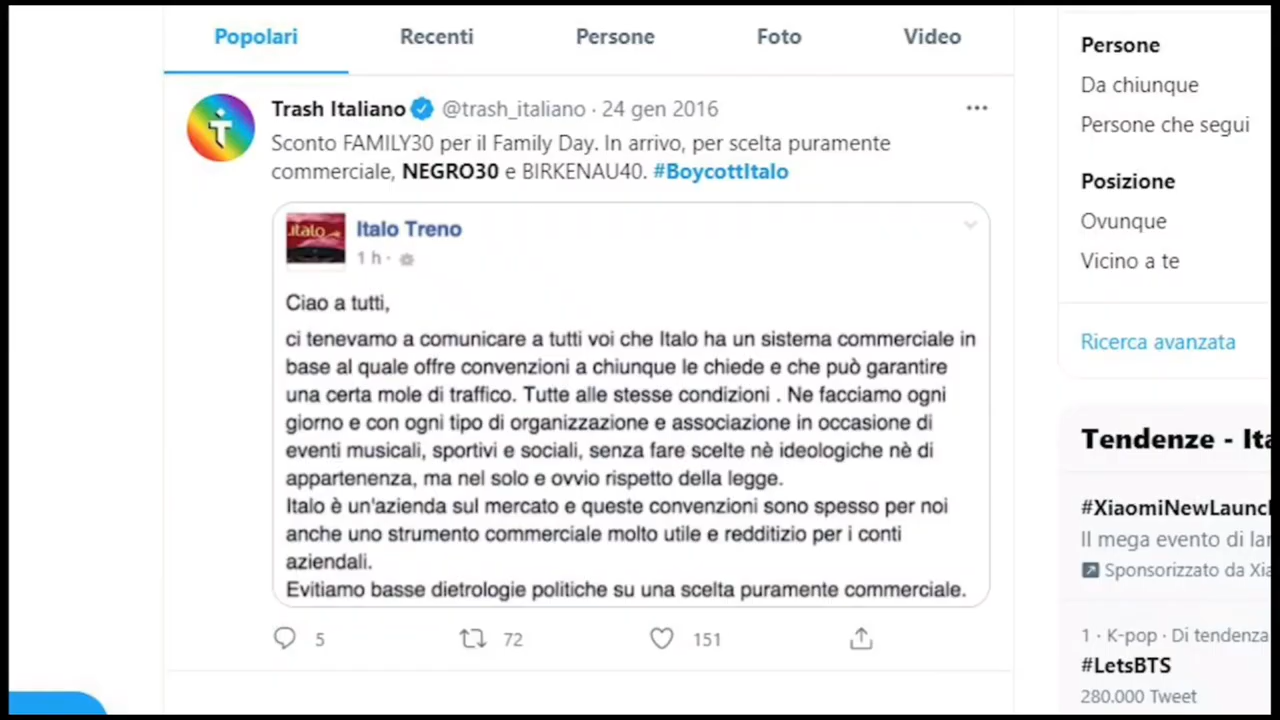 Popolari Recenti Persone Foto Video
Trash Italiano @trash_italiano · 24 gen 2016
Sconto FAMILY30 per il Family Day. In arrivo, per scelta puramente
commerciale, NEGRO30 e BIRKENAU40. #BoycottItalo
italo
Italo Treno
1 h ·
Ciao a tutti,
ci tenevamo a comunicare a tutti voi che Italo ha un sistema commerciale in
base al quale offre convenzioni a chiunque le chiede e che può garantire
una certa mole di traffico. Tutte alle stesse condizioni . Ne facciamo ogni
giorno e con ogni tipo di organizzazione e associazione in occasione di
eventi musicali, sportivi e sociali, senza fare scelte nè ideologiche nè di
appartenenza, ma nel solo e ovvio rispetto della legge.
Italo è un'azienda sul mercato e queste convenzioni sono spesso per noi
anche uno strumento commerciale molto utile e redditizio per i conti
aziendali.
Evitiamo basse dietrologie politiche su una scelta puramente commerciale.
5 72 151
Persone
Da chiunque
Persone che segui
Posizione
Ovunque
Vicino a te
Ricerca avanzata
Tendenze - Ita
#XiaomiNewLaunch
Il mega evento di lan
Sponsorizzato da Xia
1 · K-pop · Di tendenza
#LetsBTS
280.000 Tweet